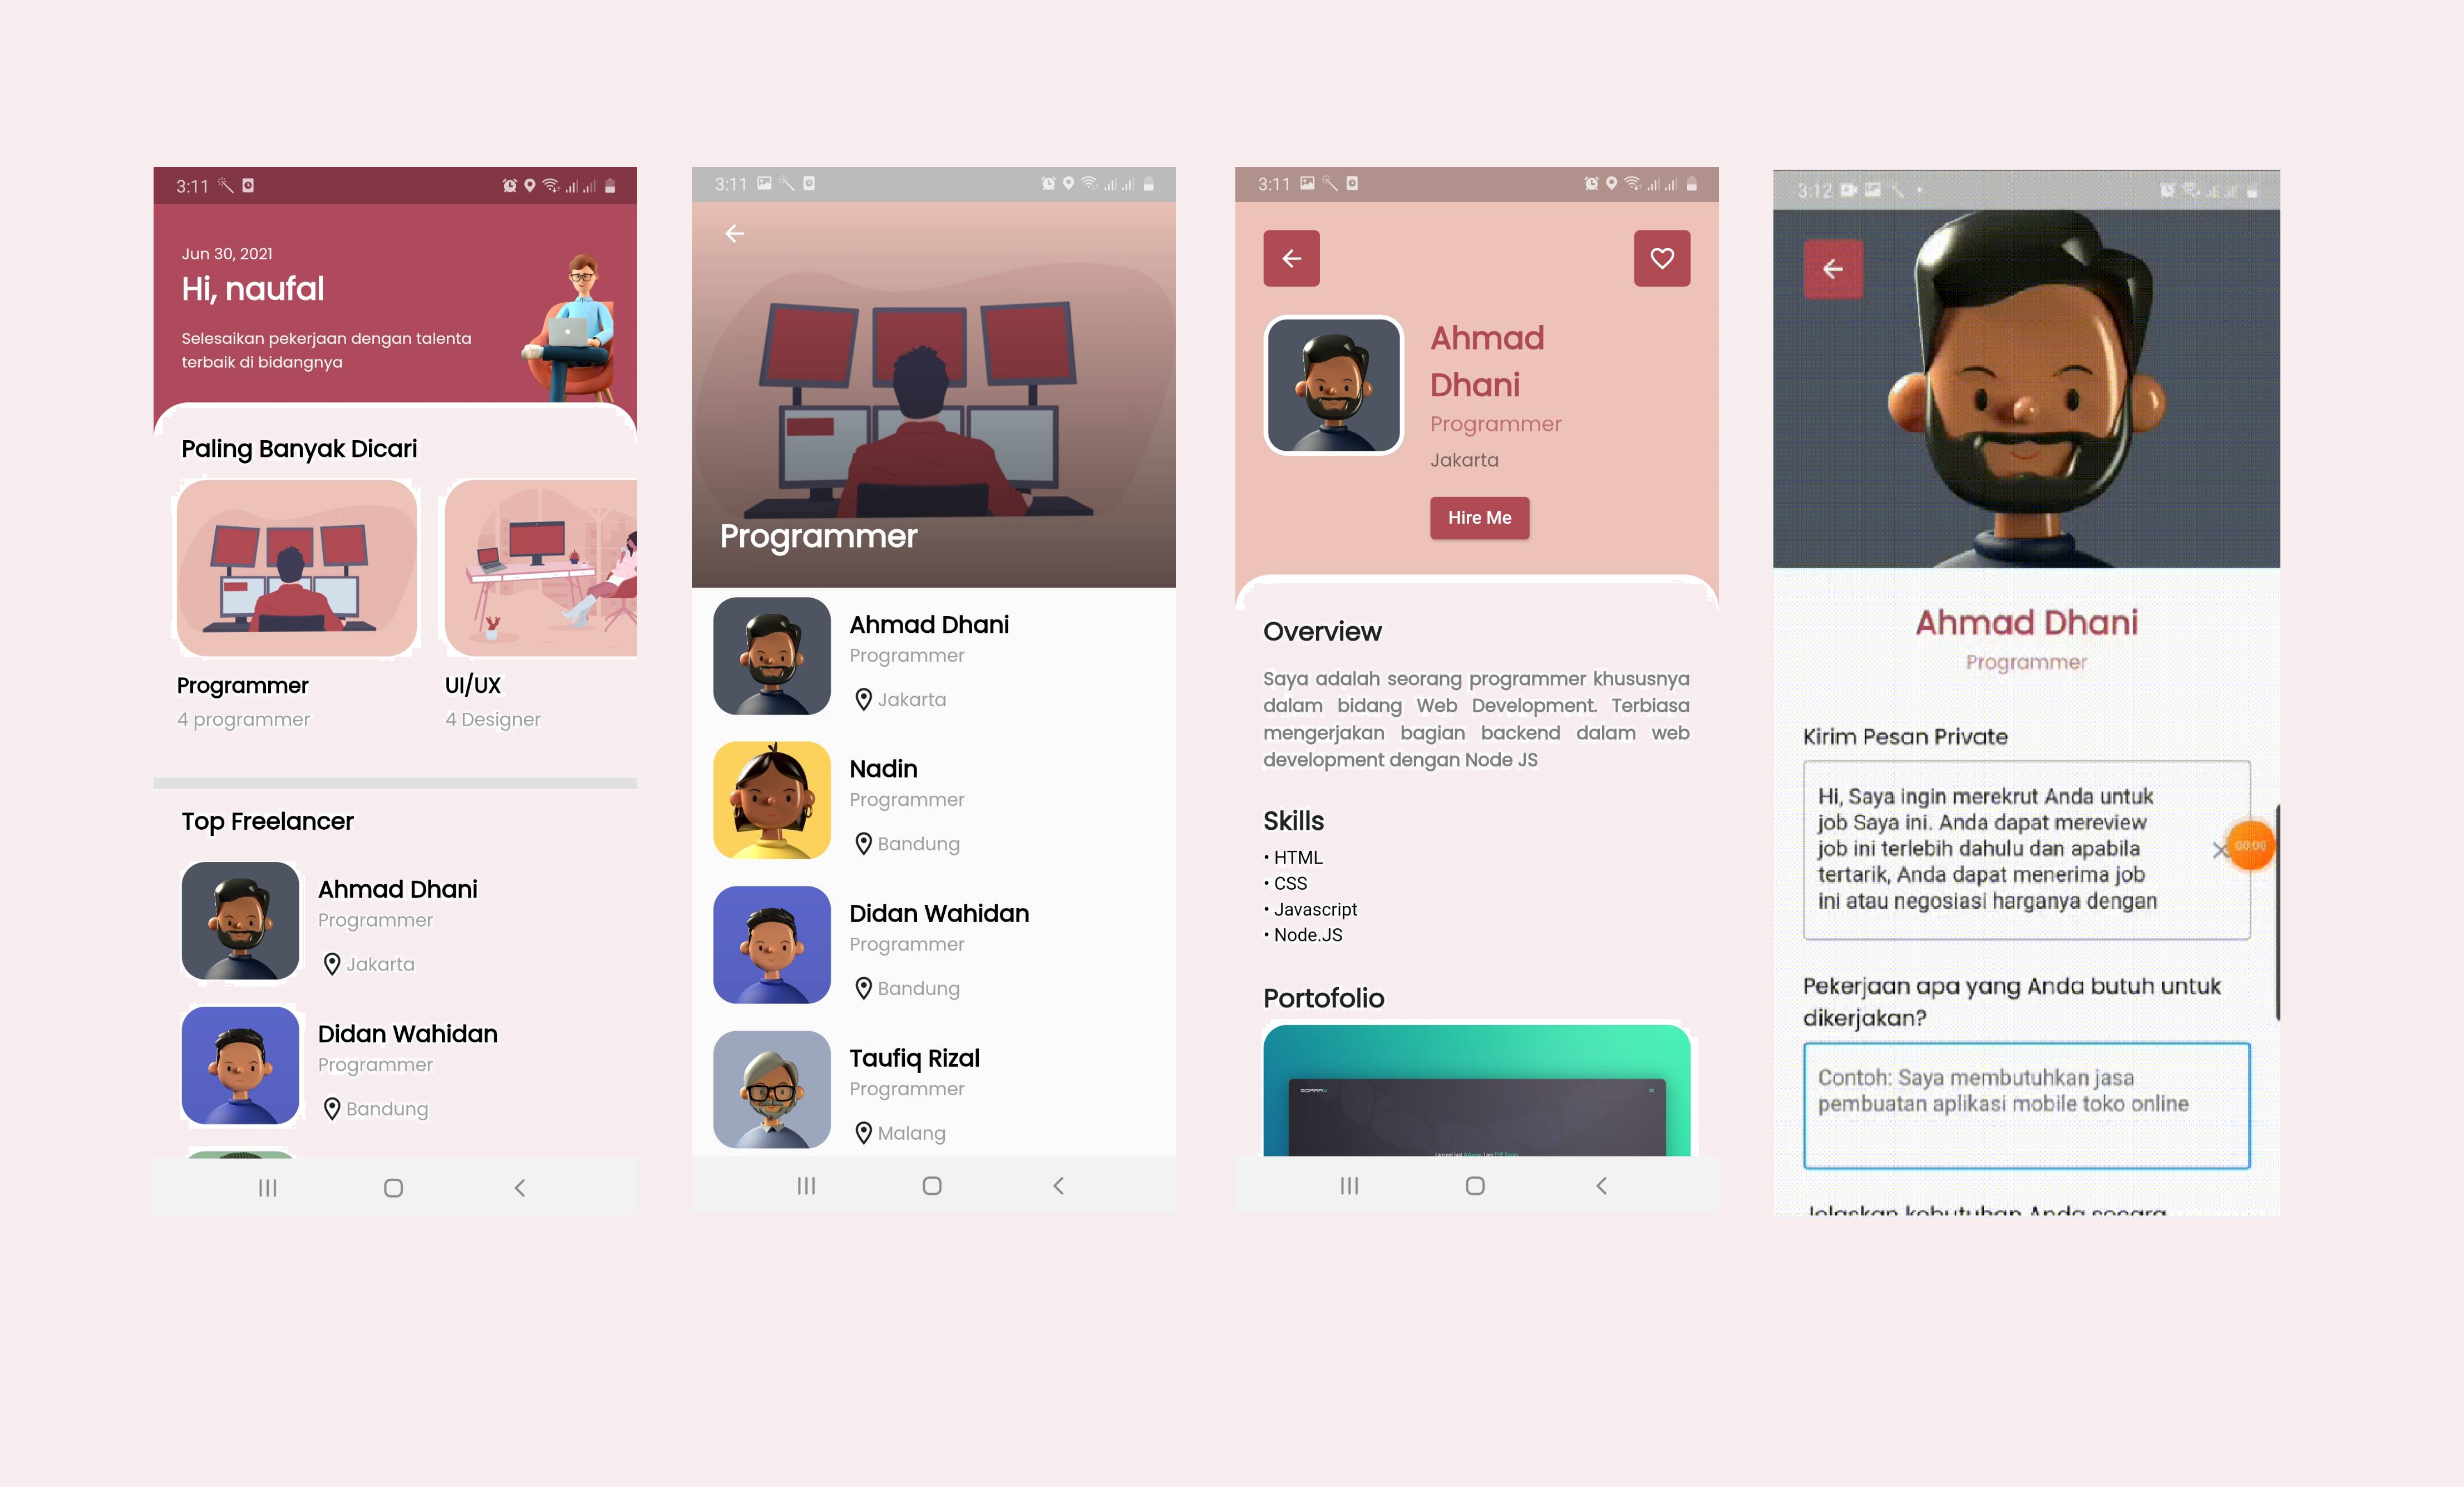 3:11
Jun 30, 2021
Hi, naufal
Selesaikan pekerjaan dengan talenta
terbaik di bidangnya
Paling Banyak Dicari
Programmer
4 programmer
UI/UX
4 Designer
Top Freelancer
Ahmad Dhani
Programmer
Jakarta
Didan Wahidan
Programmer
Bandung
3:11
Programmer
Ahmad Dhani
Programmer
Jakarta
Nadin
Programmer
Bandung
Didan Wahidan
Programmer
Bandung
Taufiq Rizal
Programmer
Malang
3:11
Ahmad
Dhani
Programmer
Jakarta
Hire Me
Overview
Saya adalah seorang programmer khususnya
dalam bidang Web Development. Terbiasa
mengerjakan bagian backend dalam web
development dengan Node JS
Skills
• HTML
• CSS
• Javascript
• Node.JS
Portofolio
3:12
Ahmad Dhani
Programmer
Kirim Pesan Private
Hi, Saya ingin merekrut Anda untuk
job Saya ini. Anda dapat mereview
job ini terlebih dahulu dan apabila
tertarik, Anda dapat menerima job
ini atau negosiasi harganya dengan
00:00
Pekerjaan apa yang Anda butuh untuk
dikerjakan?
Contoh: Saya membutuhkan jasa
pembuatan aplikasi mobile toko online
Jelaskan kebutuhan Anda secara